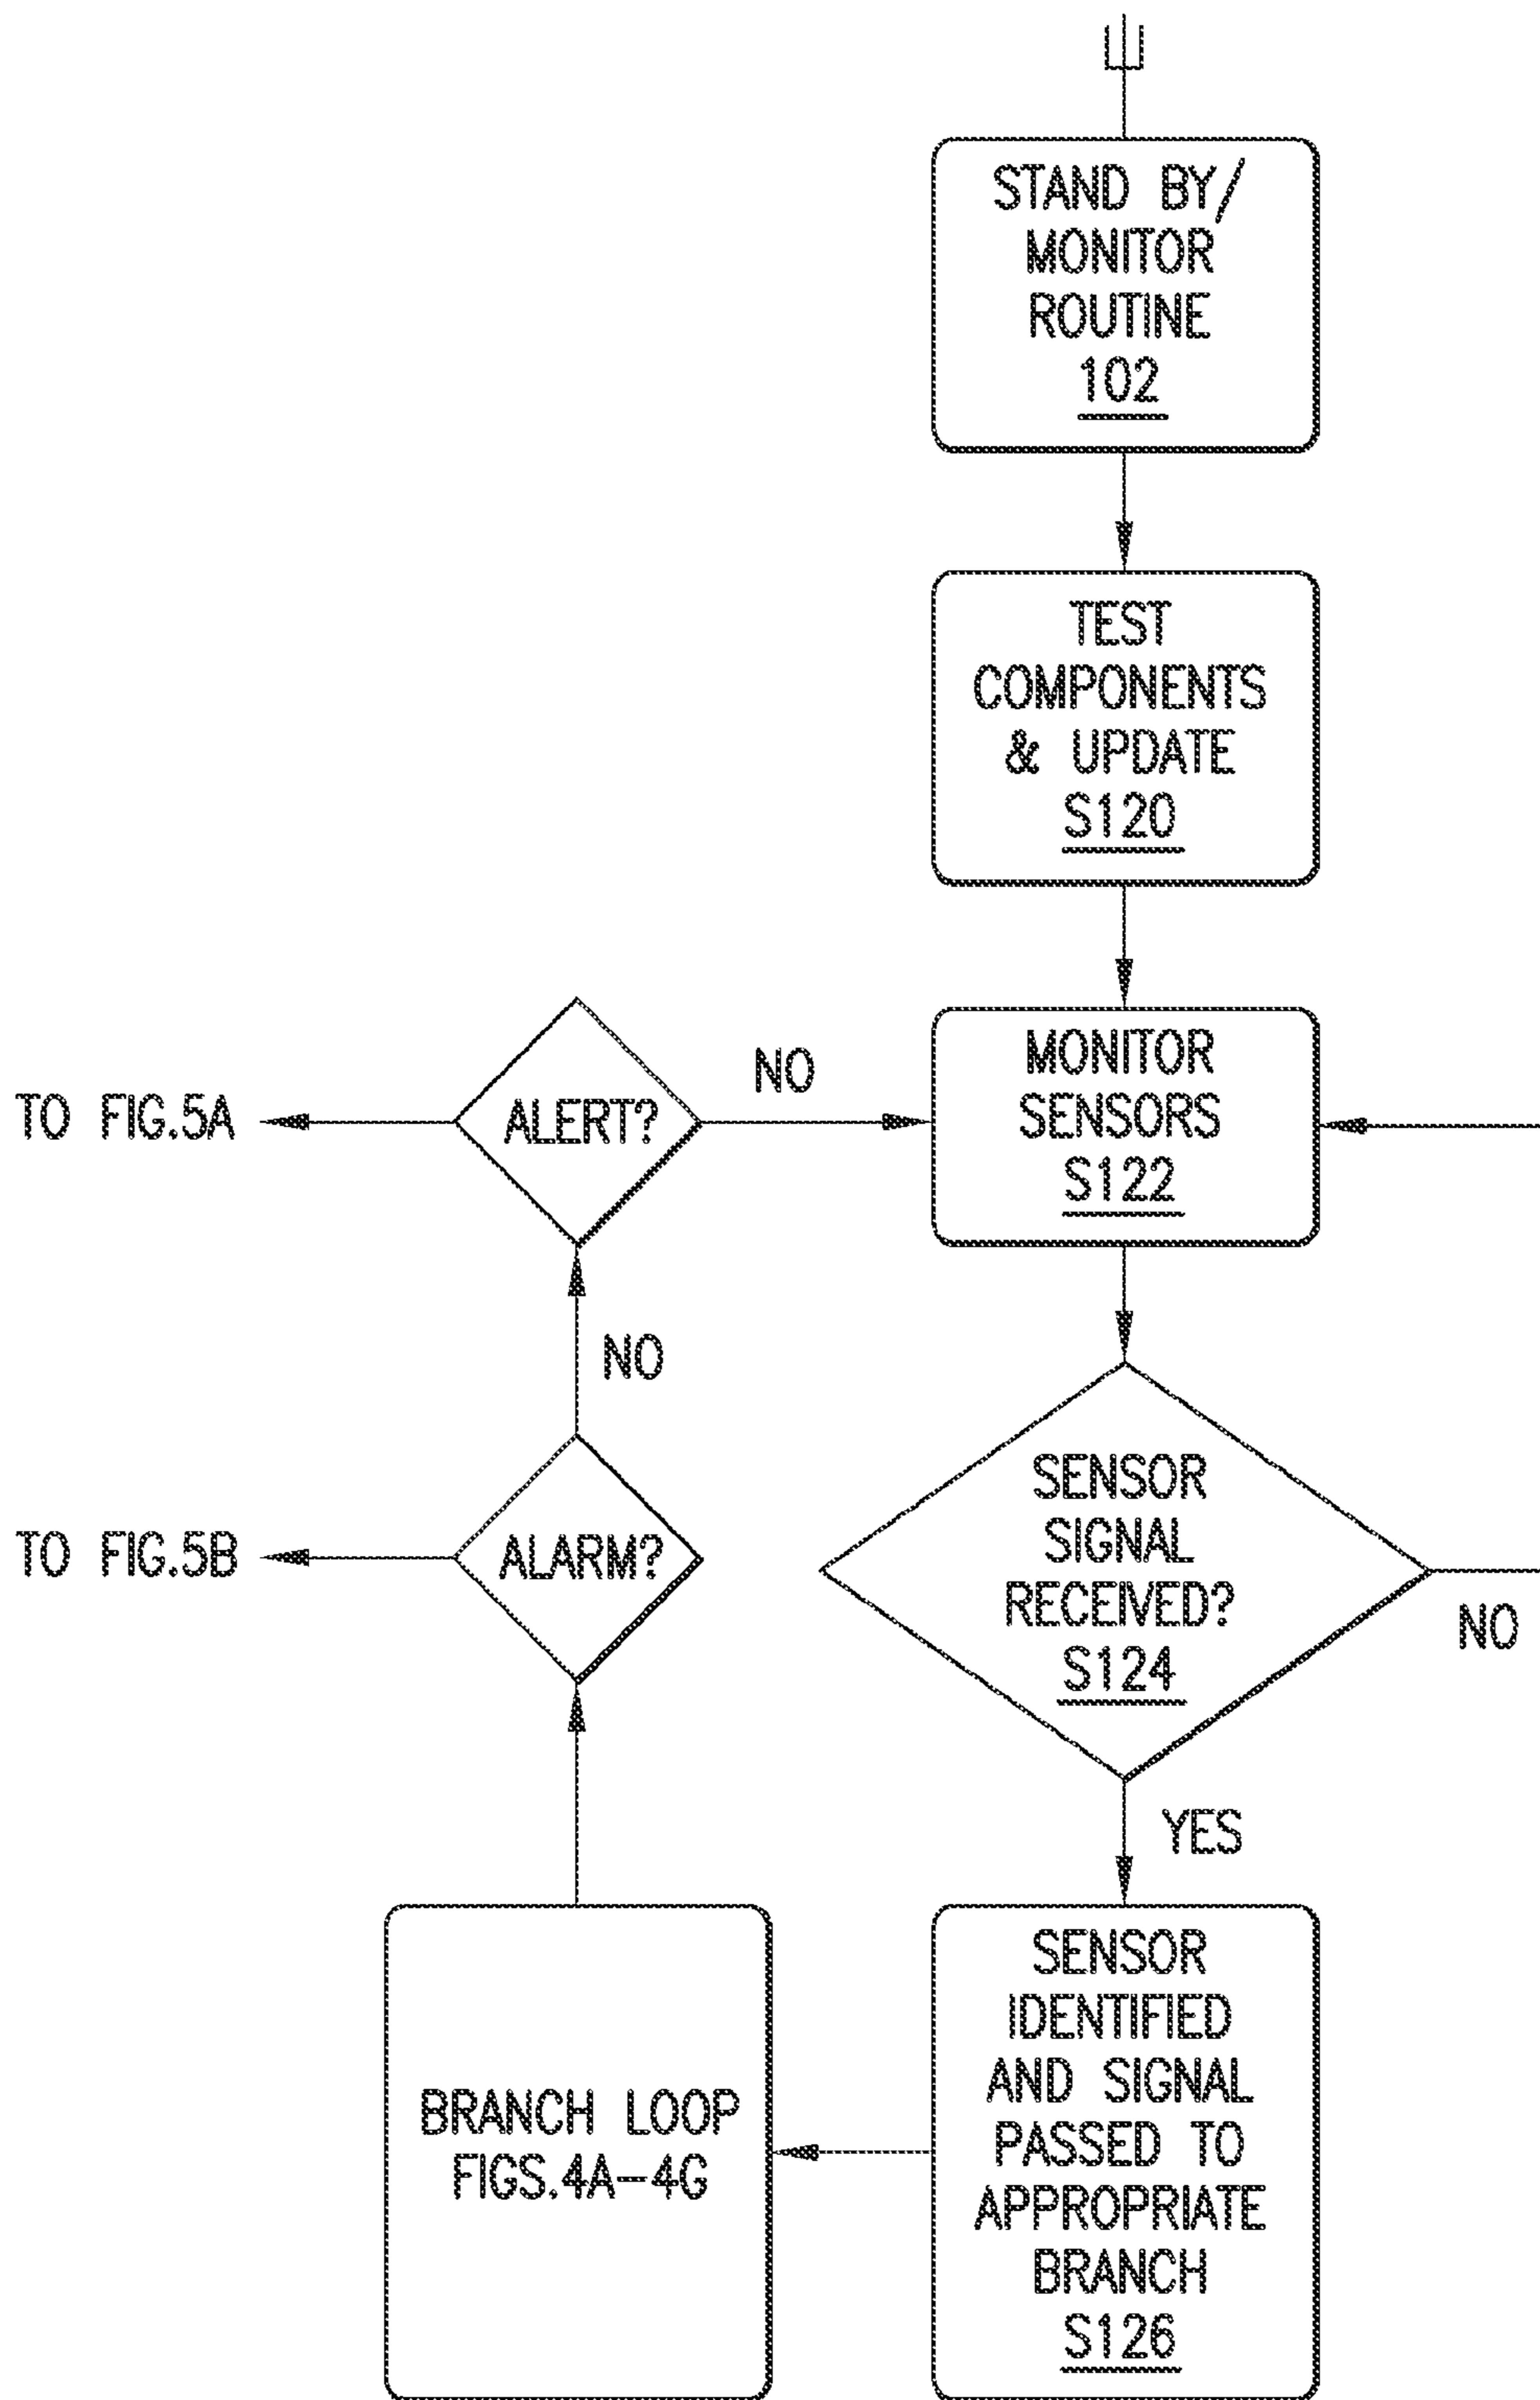 STAND BY/
MONITOR
ROUTINE
102
TEST
COMPONENTS
& UPDATE
S120
MONITOR
SENSORS
S122
NO
ALERT?
TO FIG.5A
NO
ALARM?
TO FIG.5B
SENSOR
SIGNAL
RECEIVED?
S124
NO
YES
SENSOR
IDENTIFIED
AND SIGNAL
PASSED TO
APPROPRIATE
BRANCH
S126
BRANCH LOOP
FIGS.4A-4G